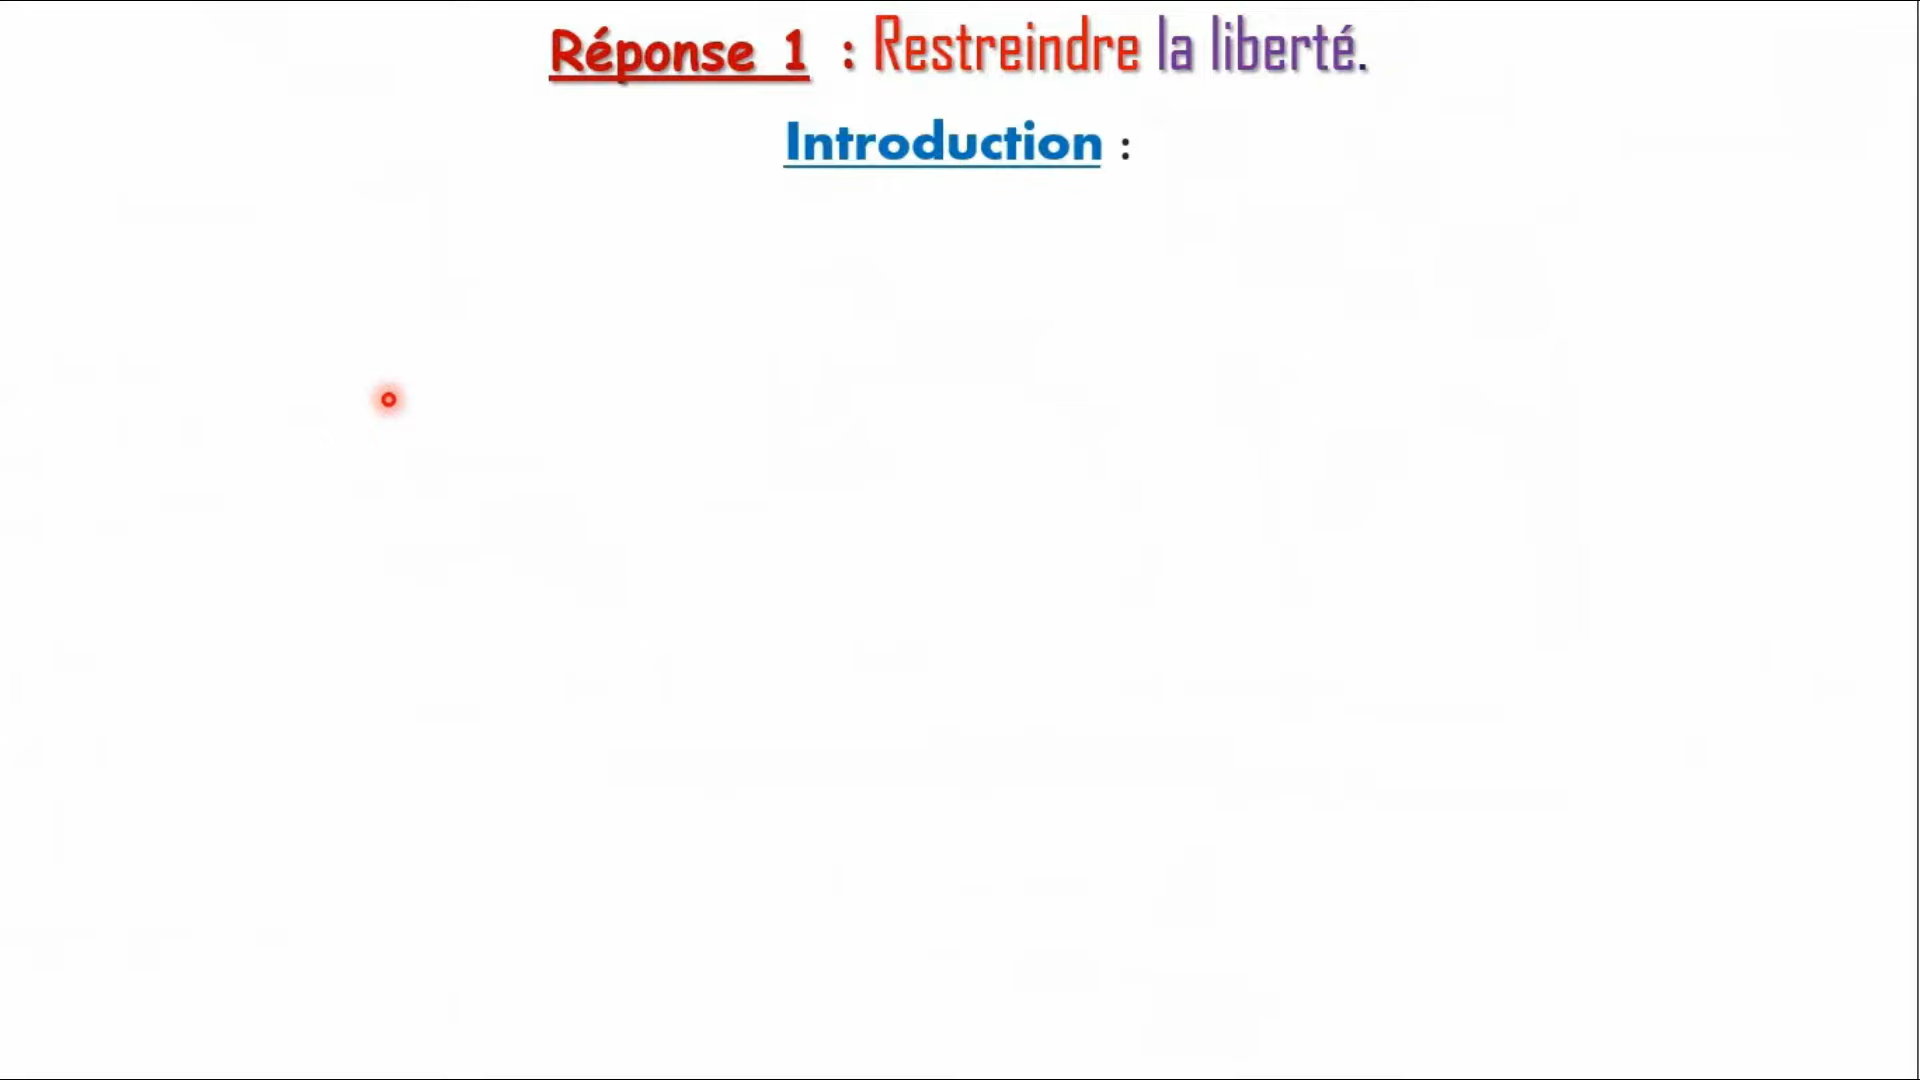 Réponse 1 : Restreindre la liberté.
Introduction :